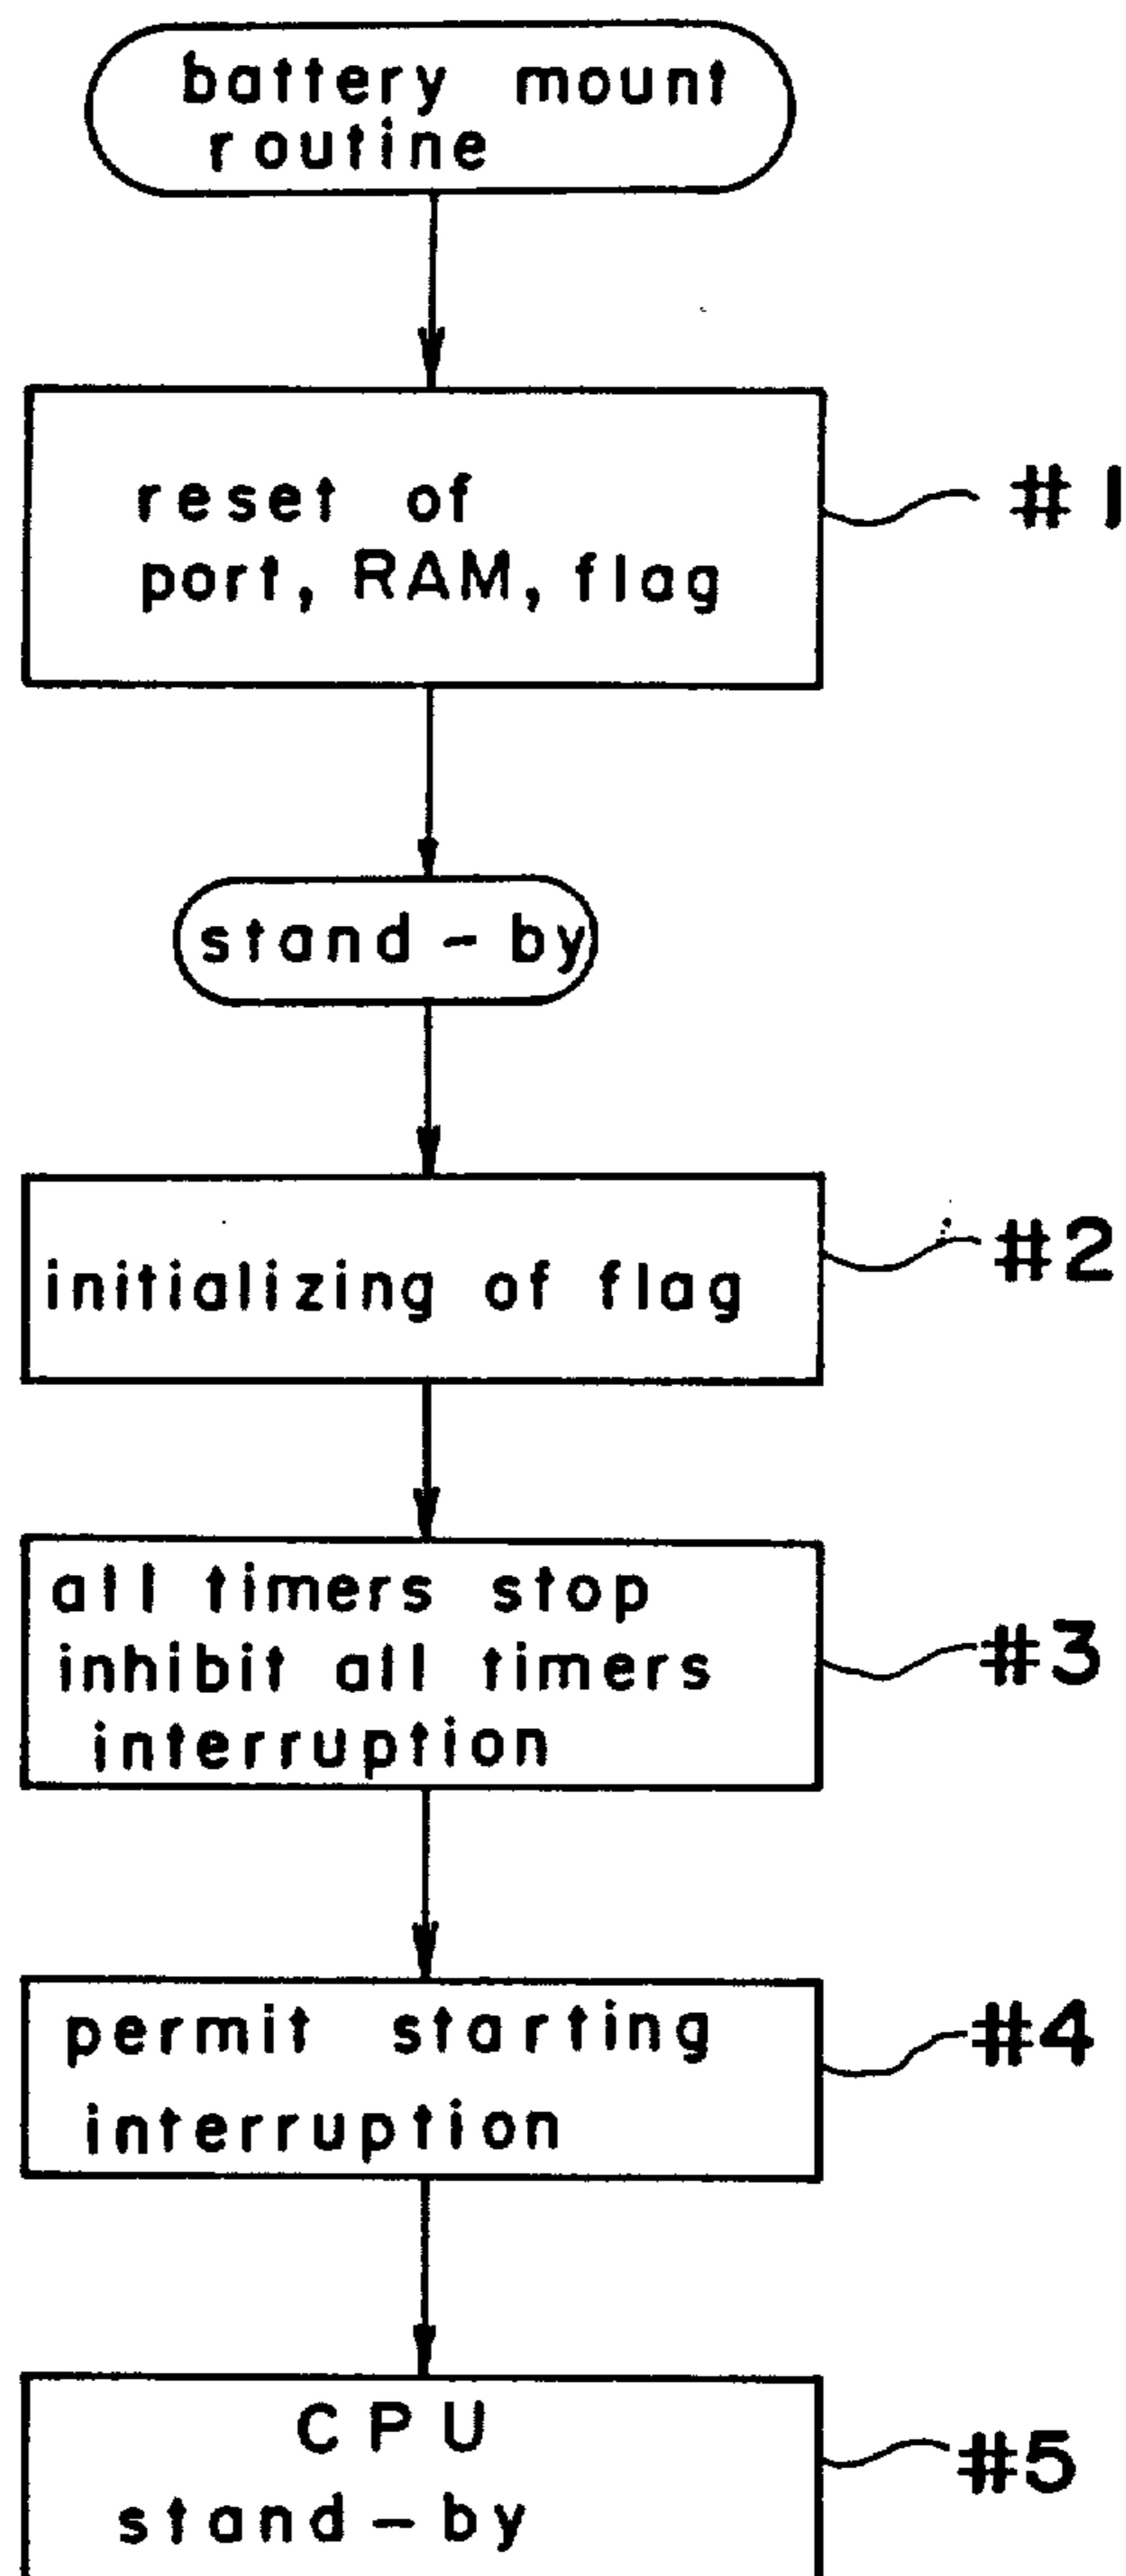 battery mount
routine
reset of
port, RAM, flag
#1
stand-by
initializing of flag
#2
all timers stop
inhibit all timers
interruption
#3
permit starting
interruption
#4
CPU
stand-by
#5